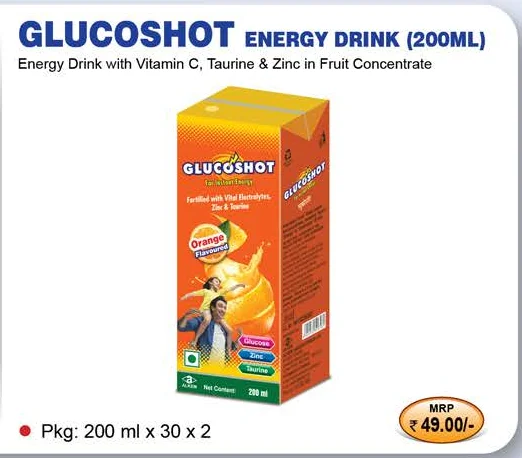 GLUCOSHOT ENERGY DRINK (200ML)
Energy Drink with Vitamin C, Taurine & Zinc in Fruit Concentrate
GLUCOSHOT
For Instant Energy
Fortified with Vital Electrolytes,
Zinc & Taurine
Orange
Flavoured
GLUCOSHOT
Glucose
Zinc
Taurine
ALKEM
Net Content:
200 ml
Pkg: 200 ml x 30 x 2
MRP
₹ 49.00/-